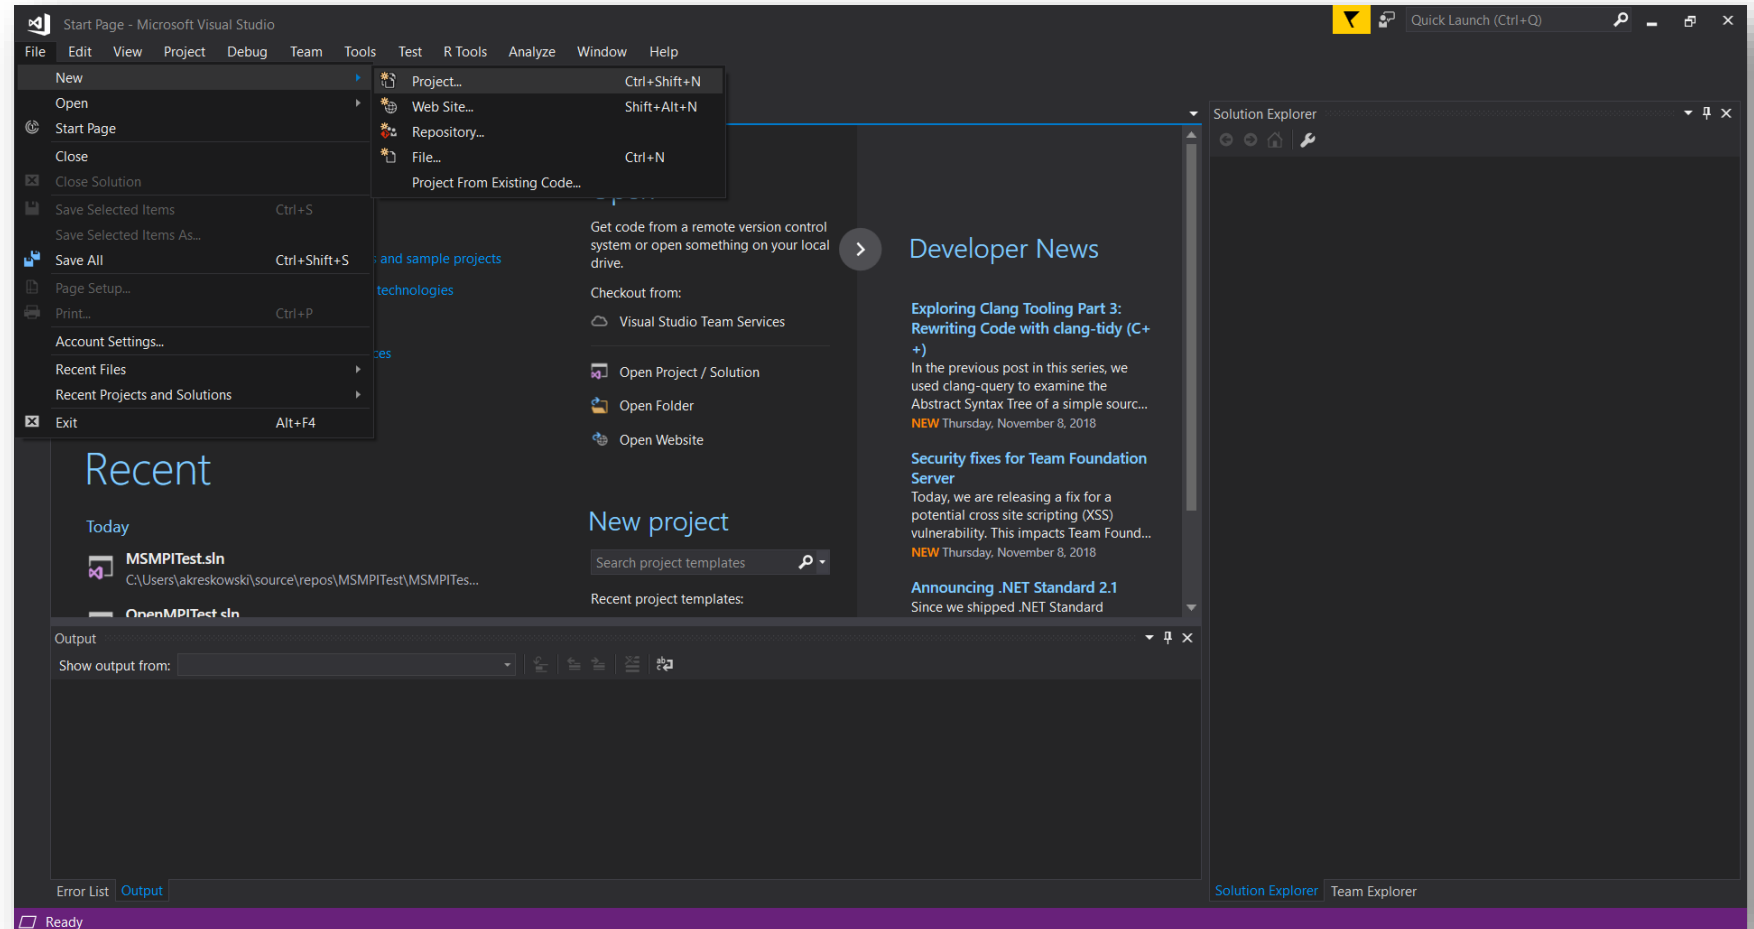 Start Page - Microsoft Visual Studio
Quick Launch (Ctrl+Q)
File Edit View Project Debug Team Tools Test R Tools Analyze Window Help
New
Open
Start Page
Close
Close Solution
Save Selected Items Ctrl+S
Save Selected Items As...
Save All Ctrl+Shift+S
Page Setup...
Print... Ctrl+P
Account Settings...
Recent Files
Recent Projects and Solutions
Exit Alt+F4
Project... Ctrl+Shift+N
Web Site... Shift+Alt+N
Repository...
File... Ctrl+N
Project From Existing Code...
and sample projects
technologies
Recent
Today
MSMPITest.sln
C:\Users\akreskowski\source\repos\MSMPITest\MSMPITes...
OpenMPITest.sln
Open
Get code from a remote version control
system or open something on your local
drive.
Checkout from:
Visual Studio Team Services
Open Project / Solution
Open Folder
Open Website
New project
Search project templates
Recent project templates:
Developer News
Exploring Clang Tooling Part 3:
Rewriting Code with clang-tidy (C+
+)
In the previous post in this series, we
used clang-query to examine the
Abstract Syntax Tree of a simple sourc...
NEW Thursday, November 8, 2018
Security fixes for Team Foundation
Server
Today, we are releasing a fix for a
potential cross site scripting (XSS)
vulnerability. This impacts Team Found...
NEW Thursday, November 8, 2018
Announcing .NET Standard 2.1
Since we shipped .NET Standard
Solution Explorer
Output
Show output from:
Error List Output
Solution Explorer Team Explorer
Ready